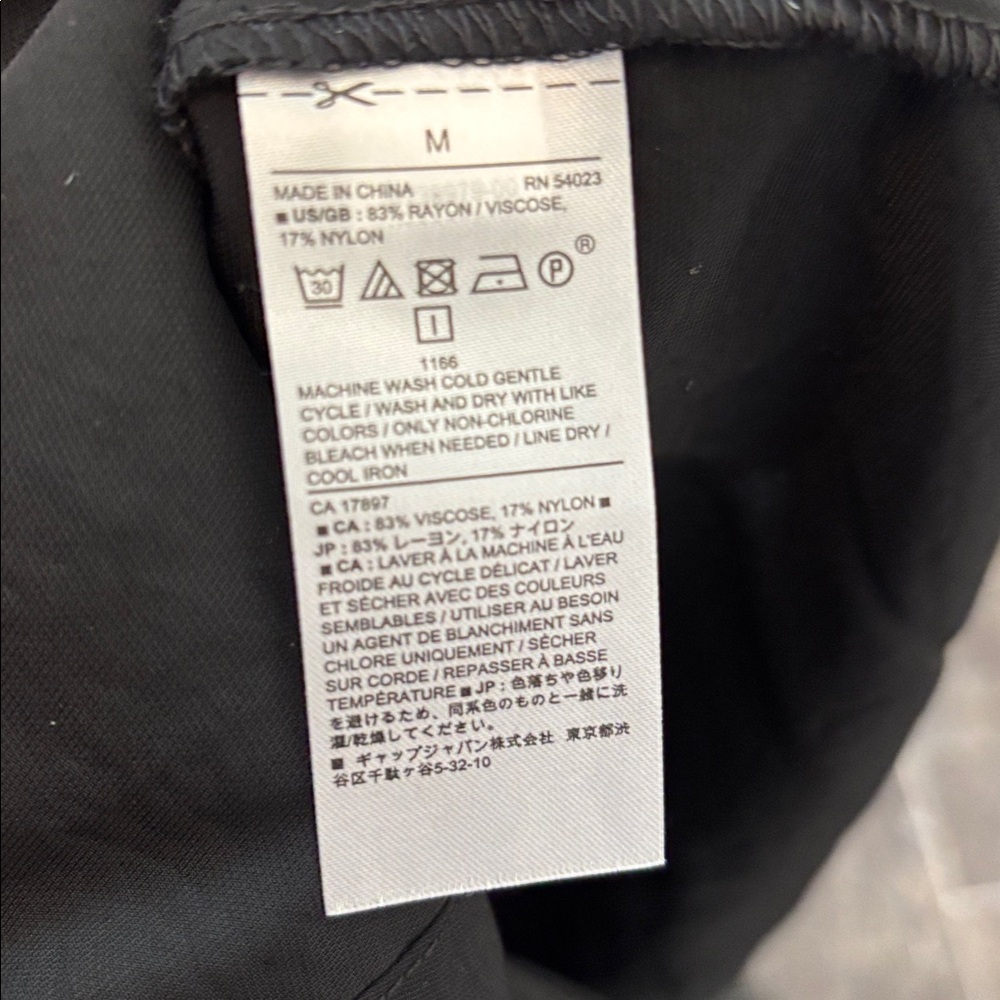 M
MADE IN CHINA RN 54023
■ US/GB : 83% RAYON / VISCOSE,
17% NYLON
30 P ®
1166
MACHINE WASH COLD GENTLE
CYCLE / WASH AND DRY WITH LIKE
COLORS / ONLY NON-CHLORINE
BLEACH WHEN NEEDED / LINE DRY /
COOL IRON
CA 17897
■ CA : 83% VISCOSE, 17% NYLON ■
JP : 83% レーヨン, 17% ナイロン
■ CA : LAVER À LA MACHINE À L'EAU
FROIDE AU CYCLE DÉLICAT / LAVER
ET SÉCHER AVEC DES COULEURS
SEMBLABLES / UTILISER AU BESOIN
UN AGENT DE BLANCHIMENT SANS
CHLORE UNIQUEMENT / SÉCHER
SUR CORDE / REPASSER À BASSE
TEMPÉRATURE ■ JP : 色落ちや色移り
を避けるため、同系色のものと一緒に洗
濯/乾燥してください。
■ ギャップジャパン株式会社 東京都渋
谷区千駄ヶ谷5-32-10